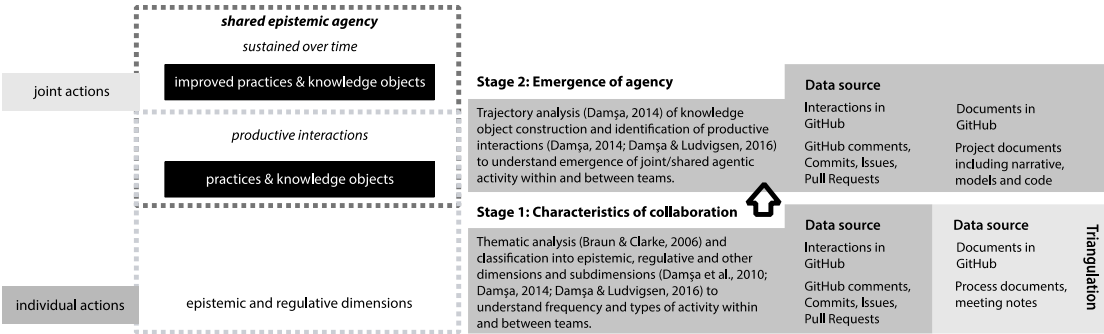 shared epistemic agency
sustained over time
improved practices & knowledge objects
joint actions
productive interactions
practices & knowledge objects
individual actions
epistemic and regulative dimensions
Stage 2: Emergence of agency
Trajectory analysis (Damşa, 2014) of knowledge
object construction and identification of productive
interactions (Damşa, 2014; Damşa & Ludvigsen, 2016)
to understand emergence of joint/shared agentic
activity within and between teams.
Data source
Interactions in
GitHub
GitHub comments,
Commits, Issues,
Pull Requests
Documents in
GitHub
Project documents
including narrative,
models and code
Stage 1: Characteristics of collaboration
Thematic analysis (Braun & Clarke, 2006) and
classification into epistemic, regulative and other
dimensions and subdimensions (Damşa et al., 2010;
Damşa, 2014; Damşa & Ludvigsen, 2016) to
understand frequency and types of activity within
and between teams.
Data source
Interactions in
GitHub
GitHub comments,
Commits, Issues,
Pull Requests
Data source
Documents in
GitHub
Process documents,
meeting notes
Triangulation